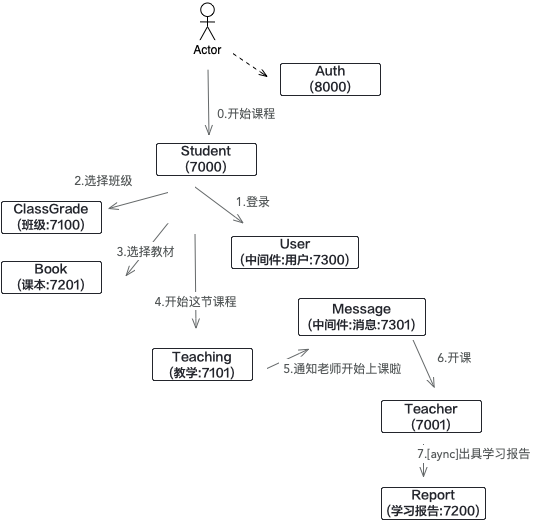 Actor
Auth
(8000)
0.开始课程
Student
(7000)
2.选择班级
1.登录
ClassGrade
(班级:7100)
User
(中间件:用户:7300)
3.选择教材
Book
(课本:7201)
4.开始这节课程
Message
(中间件:消息:7301)
Teaching
(教学:7101)
5.通知老师开始上课啦
6.开课
Teacher
(7001)
7.[aync]出具学习报告
Report
(学习报告:7200)